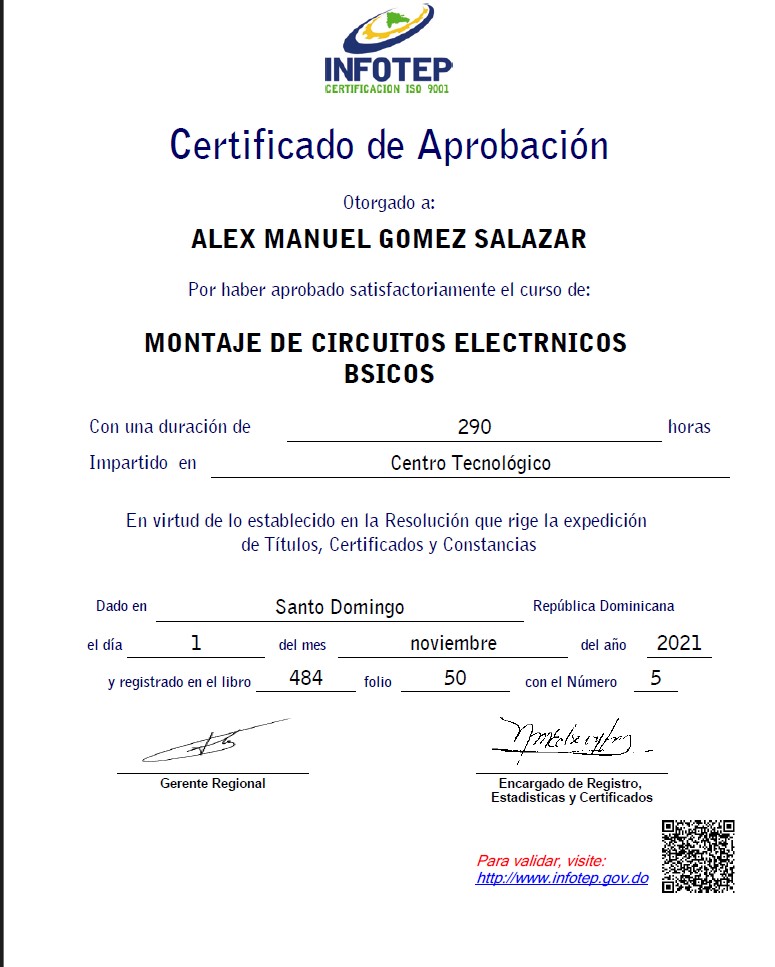 INFOTEP
CERTIFICACION ISO 9001
Certificado de Aprobación
Otorgado a:
ALEX MANUEL GOMEZ SALAZAR
Por haber aprobado satisfactoriamente el curso de:
MONTAJE DE CIRCUITOS ELECTRNICOS
BSICOS
Con una duración de 290 horas
Impartido en Centro Tecnológico
En virtud de lo establecido en la Resolución que rige la expedición
de Títulos, Certificados y Constancias
Dado en Santo Domingo República Dominicana
el día 1 del mes noviembre del año 2021
y registrado en el libro 484 folio 50 con el Número 5
Gerente Regional
Encargado de Registro,
Estadisticas y Certificados
Para validar, visite:
http://www.infotep.gov.do